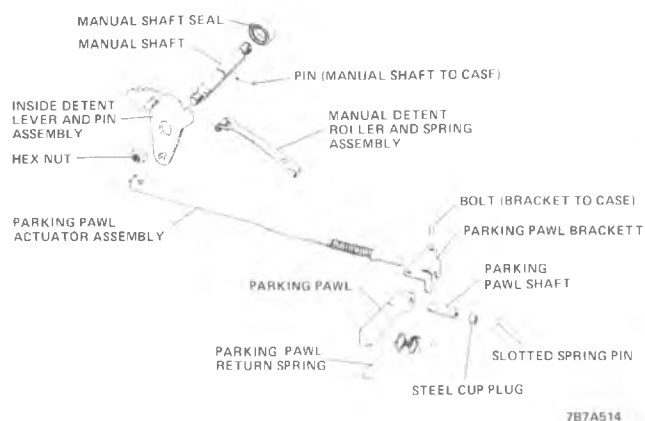 MANUAL SHAFT SEAL
MANUAL SHAFT
PIN (MANUAL SHAFT TO CASE)
INSIDE DETENT
LEVER AND PIN
ASSEMBLY
MANUAL DETENT
ROLLER AND SPRING
ASSEMBLY
HEX NUT
BOLT (BRACKET TO CASE)
PARKING PAWL
ACTUATOR ASSEMBLY
PARKING PAWL BRACKETT
PARKING
PAWL SHAFT
PARKING PAWL
PARKING PAWL
RETURN SPRING
SLOTTED SPRING PIN
STEEL CUP PLUG
7B7A514